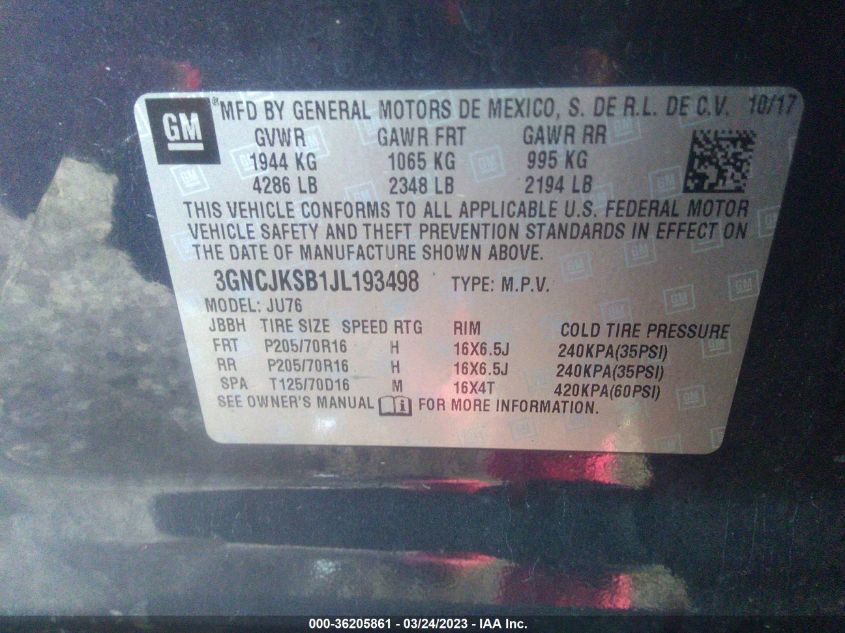 GM ® MFD BY GENERAL MOTORS DE MEXICO, S. DE R.L. DE C.V. 10/17
GVWR GAWR FRT GAWR RR
1944 KG 1065 KG 995 KG
4286 LB 2348 LB 2194 LB
THIS VEHICLE CONFORMS TO ALL APPLICABLE U.S. FEDERAL MOTOR
VEHICLE SAFETY AND THEFT PREVENTION STANDARDS IN EFFECT ON
THE DATE OF MANUFACTURE SHOWN ABOVE.
3GNCJKSB1JL193498 TYPE: M.P.V.
MODEL: JU76
JBBH TIRE SIZE SPEED RTG RIM COLD TIRE PRESSURE
FRT P205/70R16 H 16X6.5J 240KPA(35PSI)
RR P205/70R16 H 16X6.5J 240KPA(35PSI)
SPA T125/70D16 M 16X4T 420KPA(60PSI)
SEE OWNER'S MANUAL FOR MORE INFORMATION.
000-36205861 - 03/24/2023 - IAA Inc.